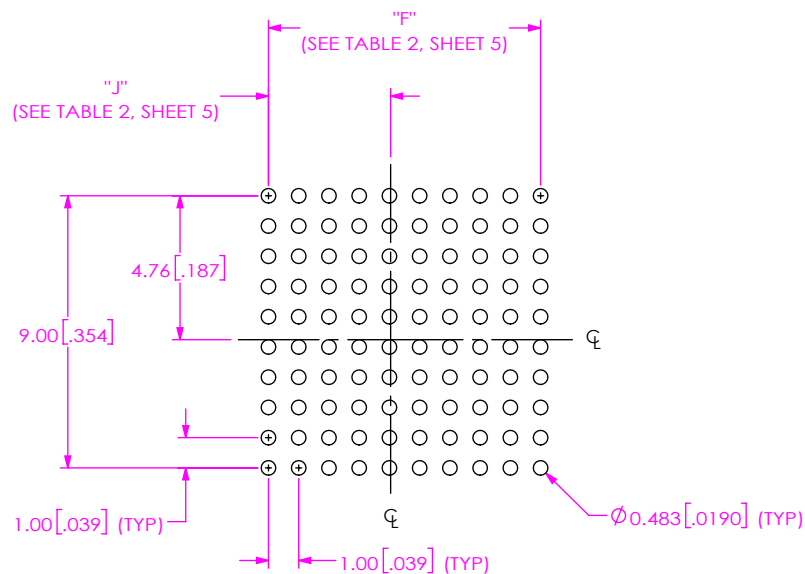 "F"
(SEE TABLE 2, SHEET 5)
"J"
(SEE TABLE 2, SHEET 5)
4.76[.187]
9.00[.354]
℄
1.00[.039] (TYP)
℄
Ø0.483[.0190] (TYP)
1.00[.039] (TYP)